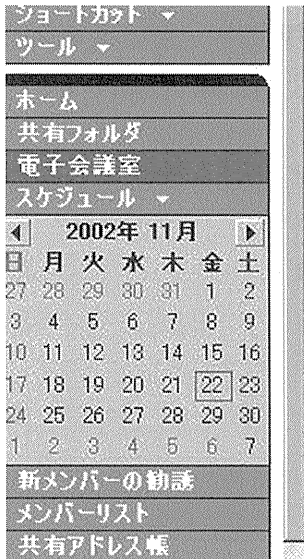 ショートカット
ツール
ホーム
共有フォルダ
電子会議室
スケジュール
2002年 11月
日 月 火 水 木 金 土
27 28 29 30 31 1 2
3 4 5 6 7 8 9
10 11 12 13 14 15 16
17 18 19 20 21 22 23
24 25 26 27 28 29 30
1 2 3 4 5 6 7
新メンバーの勧誘
メンバーリスト
共有アドレス帳